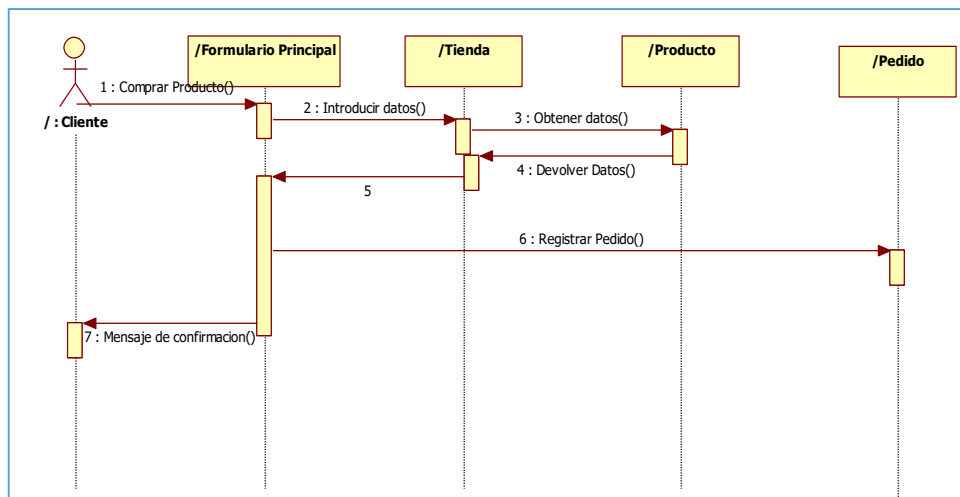 /Formulario Principal
/Tienda
/Producto
/Pedido
1 : Comprar Producto()
/ : Cliente
2 : Introducir datos()
3 : Obtener datos()
4 : Devolver Datos()
5
6 : Registrar Pedido()
7 : Mensaje de confirmacion()